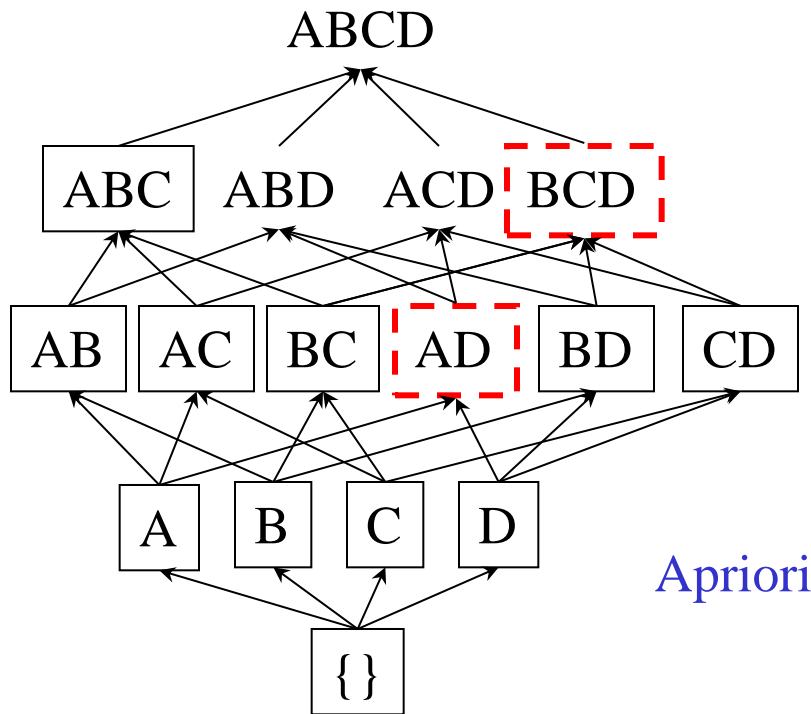 ABCD
ABC ABD ACD BCD
AB AC BC AD BD CD
A B C D
Apriori
{}